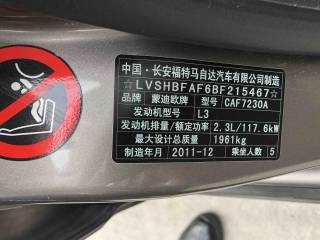 中国·长安福特马自达汽车有限公司制造
☆LVSHBFAF6BF215467☆
品牌 蒙迪欧牌 型号 CAF7230A
发动机型号 L3
发动机排量/额定功率 2.3L/117.6kW
最大设计总质量 1961kg
制造年月 2011-12 乘坐人数 5